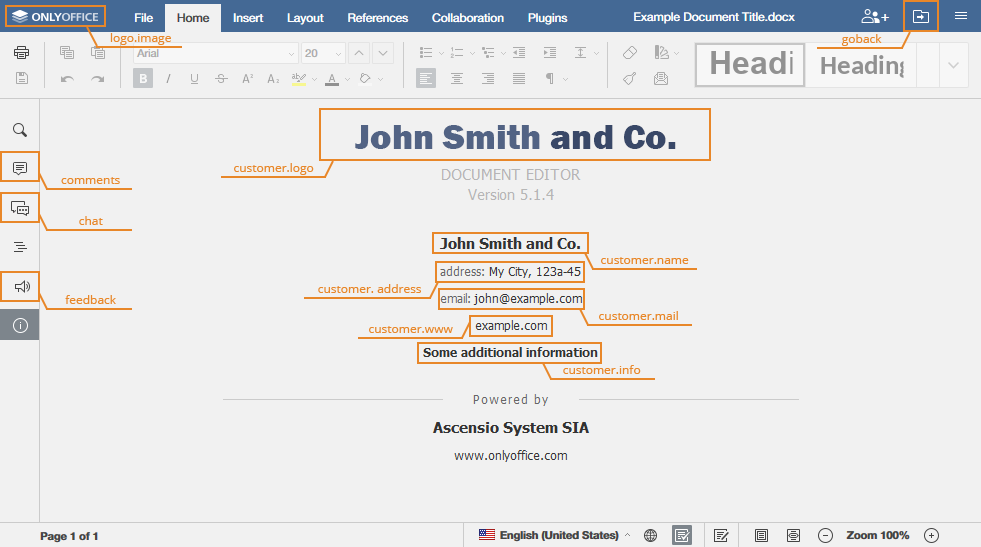 ONLYOFFICE File Home Insert Layout References Collaboration Plugins Example Document Title.docx
logo.image goback
Arial 20 Headi Heading
B I U S A² A₂ aby A ¶
John Smith and Co.
customer.logo
DOCUMENT EDITOR
Version 5.1.4
comments
chat
feedback
John Smith and Co.
customer.name
address: My City, 123a-45
customer. address
email: john@example.com
customer.mail
example.com
customer.www
Some additional information
customer.info
Powered by
Ascensio System SIA
www.onlyoffice.com
Page 1 of 1 English (United States) Zoom 100%